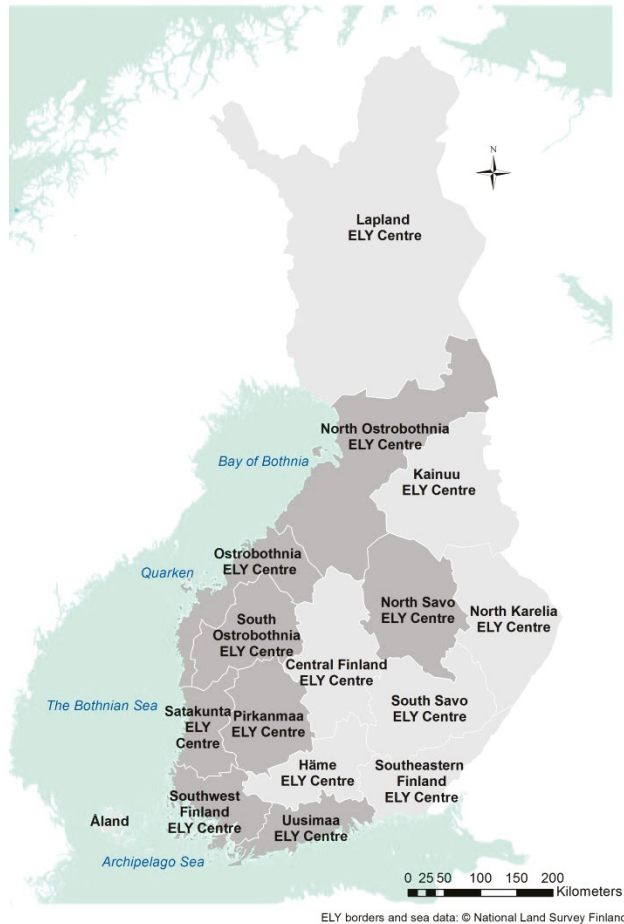 N
Lapland
ELY Centre
North Ostrobothnia
ELY Centre
Bay of Bothnia
Kainuu
ELY Centre
Ostrobothnia
ELY Centre
Quarken
North Savo
ELY Centre
North Karelia
ELY Centre
South
Ostrobothnia
ELY Centre
Central Finland
ELY Centre
South Savo
ELY Centre
The Bothnian Sea
Satakunta
ELY
Centre
Pirkanmaa
ELY Centre
Häme
ELY Centre
Southeastern
Finland
ELY Centre
Southwest
Finland
ELY Centre
Uusimaa
ELY Centre
Åland
Archipelago Sea
0 25 50 100 150 200
Kilometers
ELY borders and sea data: © National Land Survey Finland